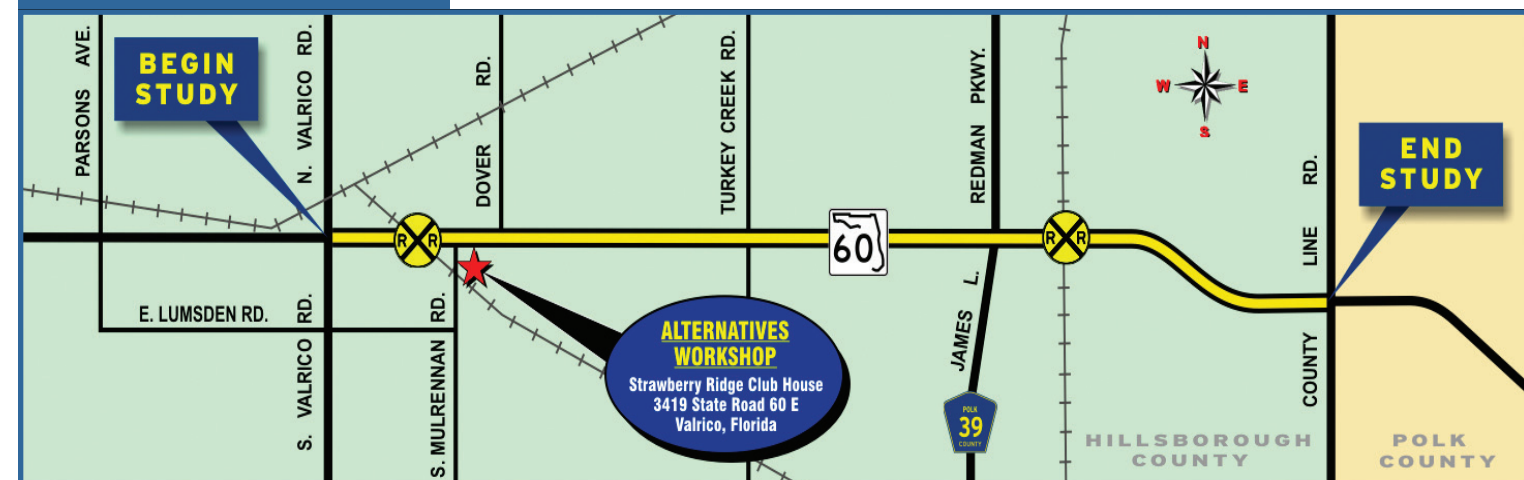 BEGIN
STUDY
PARSONS AVE.
N. VALRICO RD.
DOVER RD.
TURKEY CREEK RD.
REDMAN PKWY.
N
W E
S
END
STUDY
R R
60
R R
COUNTY LINE RD.
E. LUMSDEN RD.
S. VALRICO RD.
S. MULRENNAN RD.
ALTERNATIVES
WORKSHOP
Strawberry Ridge Club House
3419 State Road 60 E
Valrico, Florida
JAMES L.
POLK
39
COUNTY
HILLSBOROUGH
COUNTY
POLK
COUNTY